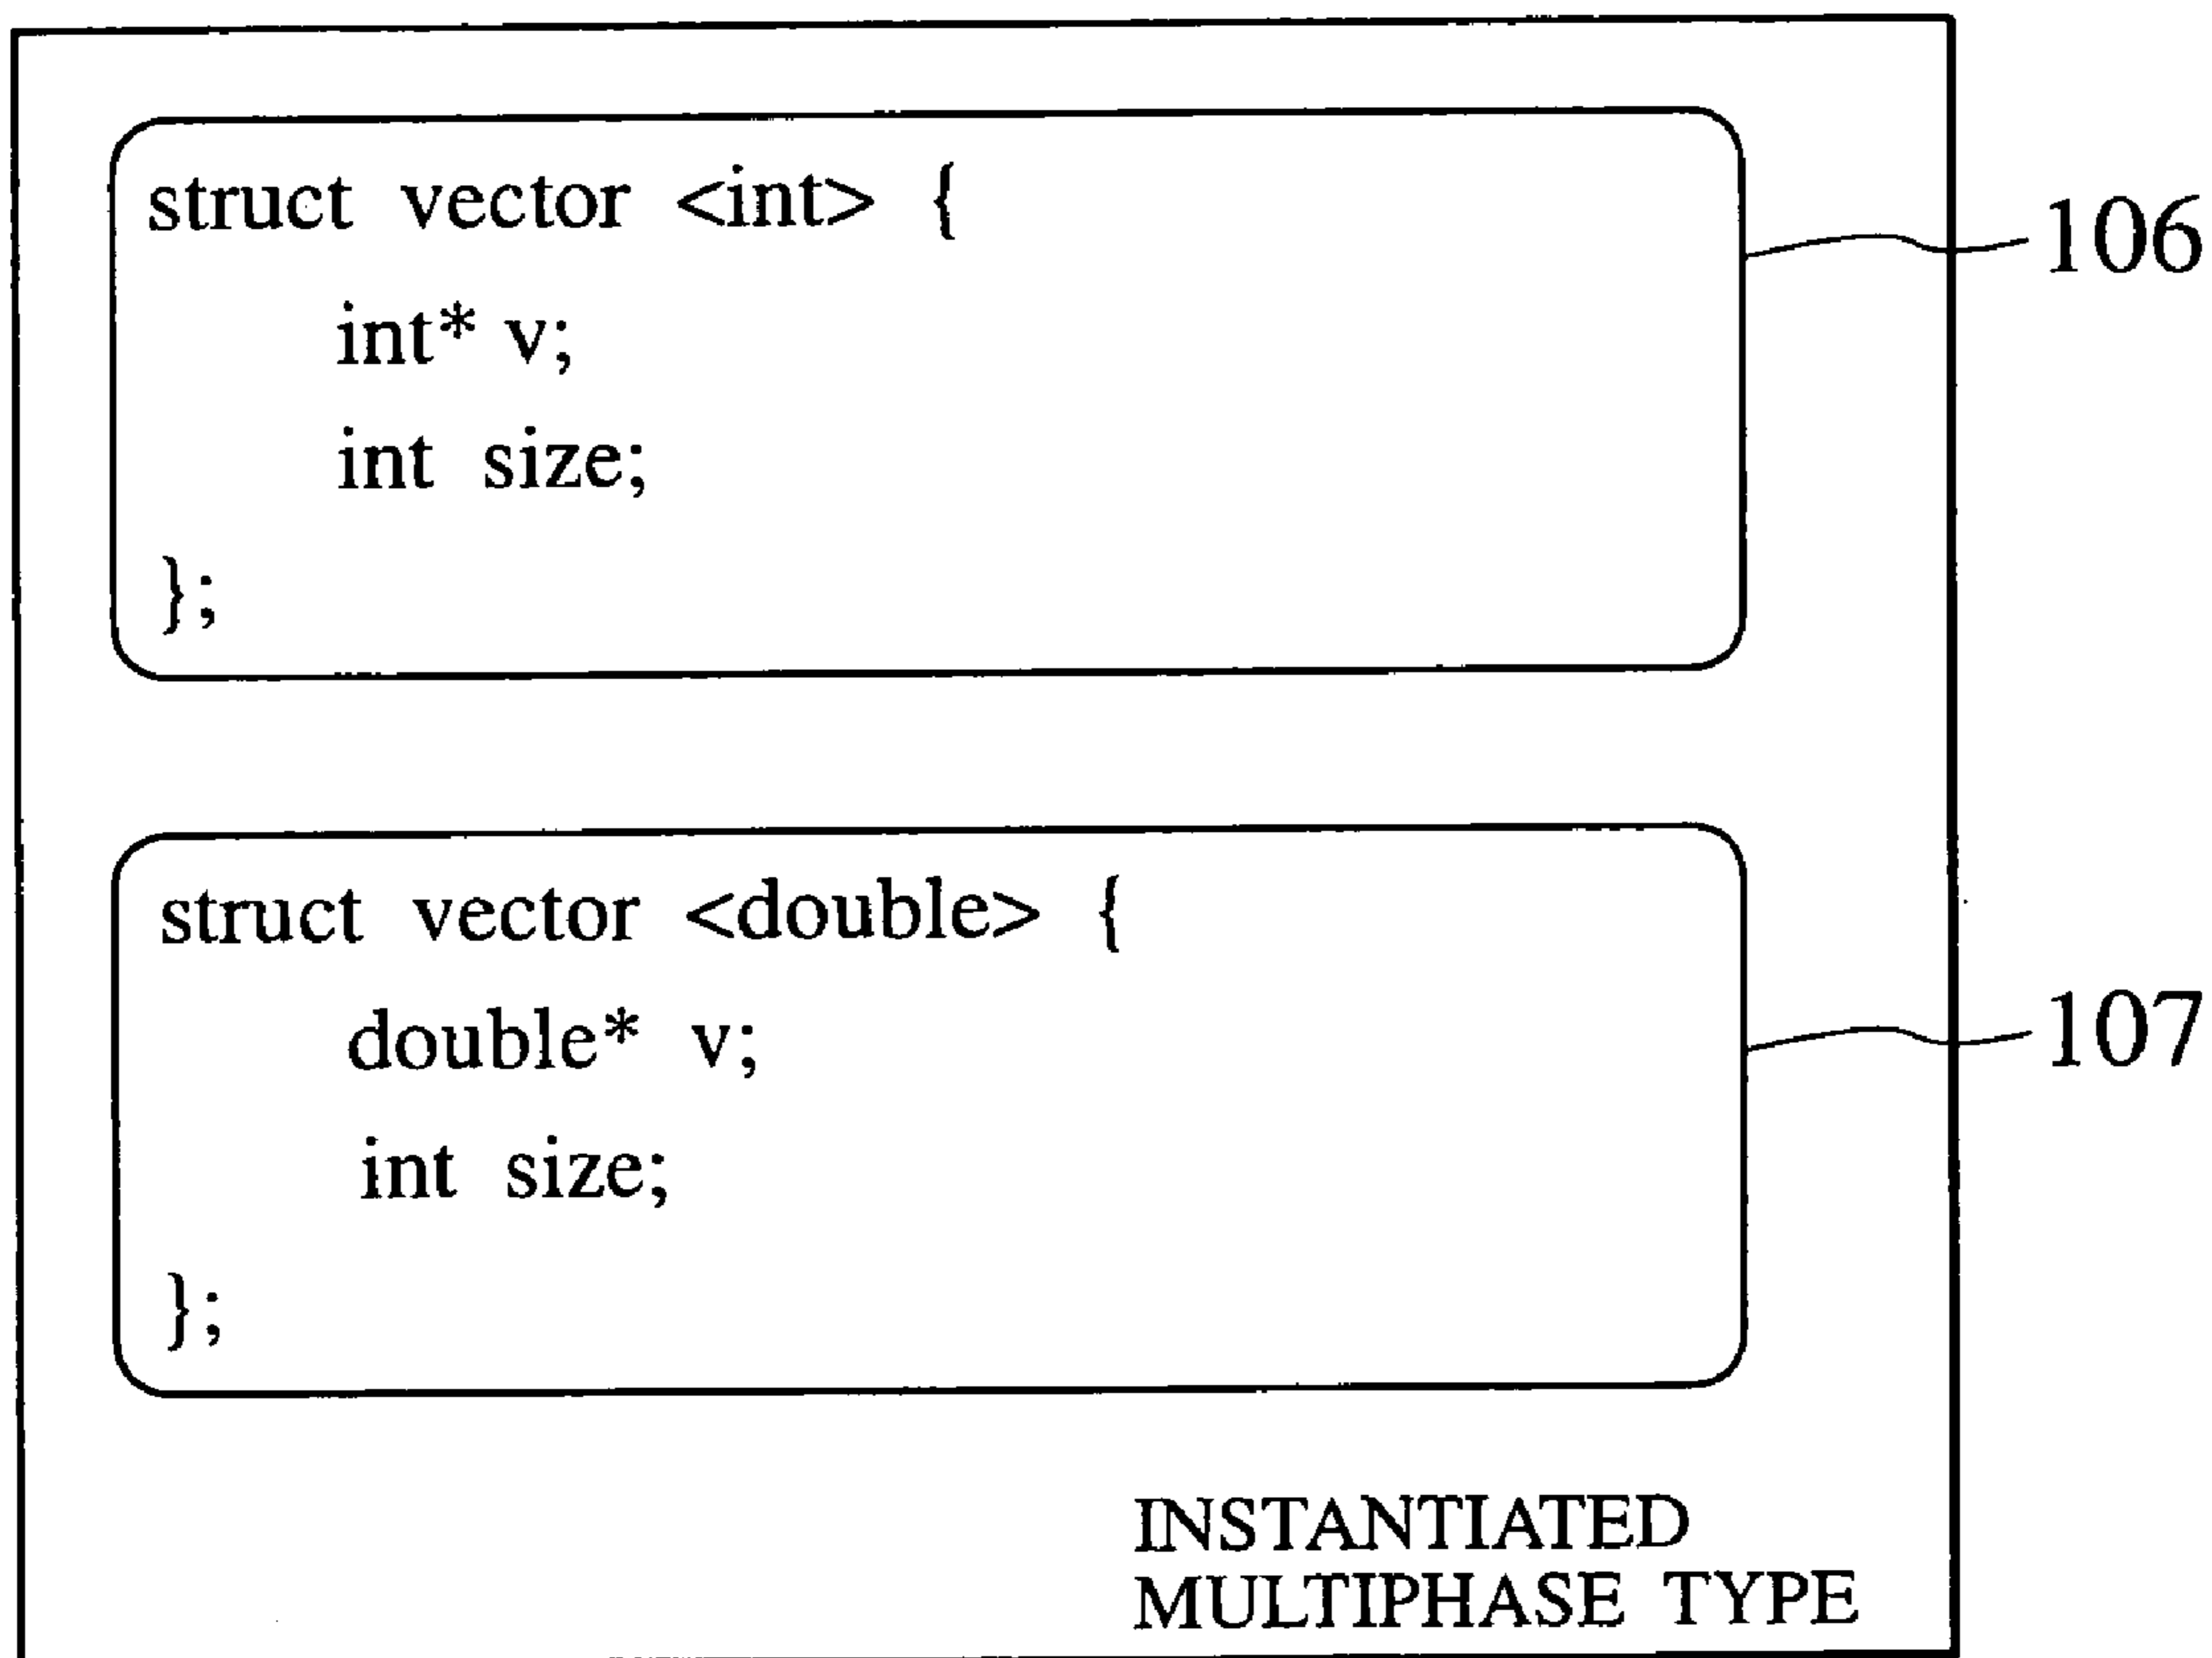 struct vector <int> {
106
int* v;
int size;
};
struct vector <double> {
double* v;
107
int size;
};
INSTANTIATED
MULTIPHASE TYPE